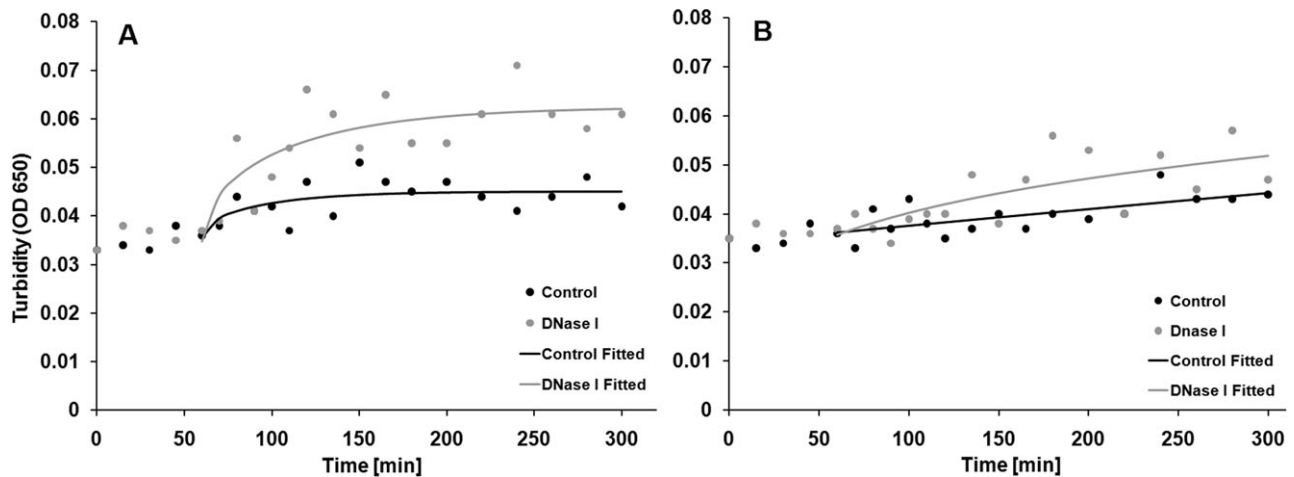 A
Turbidity (OD 650)
0.08
0.07
0.06
0.05
0.04
0.03
0.02
0.01
0
0 50 100 150 200 250 300
Time [min]
Control
DNase I
Control Fitted
DNase I Fitted
B
0.08
0.07
0.06
0.05
0.04
0.03
0.02
0.01
0
0 50 100 150 200 250 300
Time [min]
Control
Dnase I
Control Fitted
DNase I Fitted